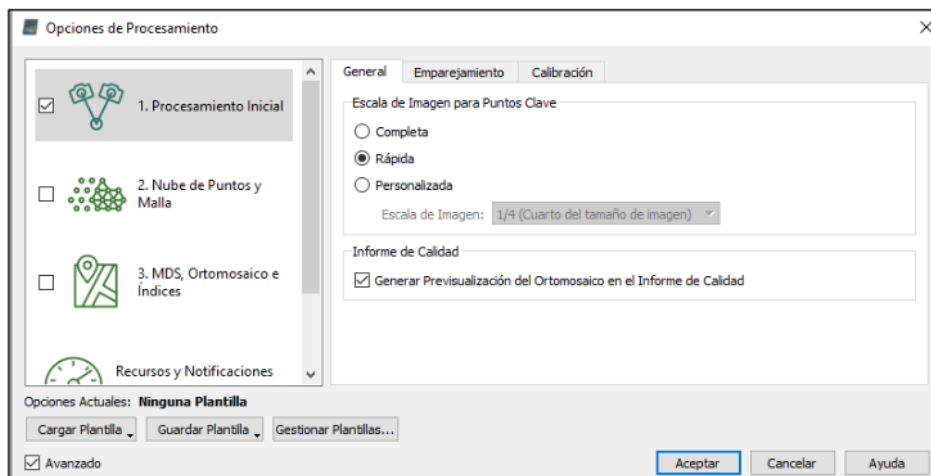 Opciones de Procesamiento
1. Procesamiento Inicial
2. Nube de Puntos y
Malla
3. MDS, Ortomosaico e
Índices
Recursos y Notificaciones
General Emparejamiento Calibración
Escala de Imagen para Puntos Clave
Completa
Rápida
Personalizada
Escala de Imagen: 1/4 (Cuarto del tamaño de imagen)
Informe de Calidad
Generar Previsualización del Ortomosaico en el Informe de Calidad
Opciones Actuales: Ninguna Plantilla
Cargar Plantilla Guardar Plantilla Gestionar Plantillas...
Avanzado Aceptar Cancelar Ayuda